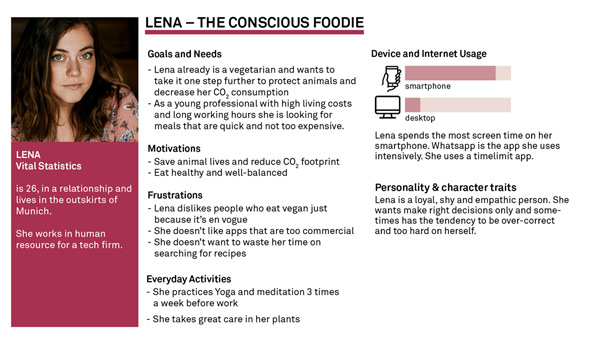 LENA – THE CONSCIOUS FOODIE
LENA
Vital Statistics
is 26, in a relationship and
lives in the outskirts of
Munich.
She works in human
resource for a tech firm.
Goals and Needs
- Lena already is a vegetarian and wants to
take it one step further to protect animals and
decrease her CO2 consumption
- As a young professional with high living costs
and long working hours she is looking for
meals that are quick and not too expensive.
Motivations
- Save animal lives and reduce CO2 footprint
- Eat healthy and well-balanced
Frustrations
- Lena dislikes people who eat vegan just
because it's en vogue
- She doesn't like apps that are too commercial
- She doesn't want to waste her time on
searching for recipes
Everyday Activities
- She practices Yoga and meditation 3 times
a week before work
- She takes great care in her plants
Device and Internet Usage
smartphone
desktop
Lena spends the most screen time on her
smartphone. Whatsapp is the app she uses
intensively. She uses a timelimit app.
Personality & character traits
Lena is a loyal, shy and empathic person. She
wants make right decisions only and some-
times has the tendency to be over-correct
and too hard on herself.